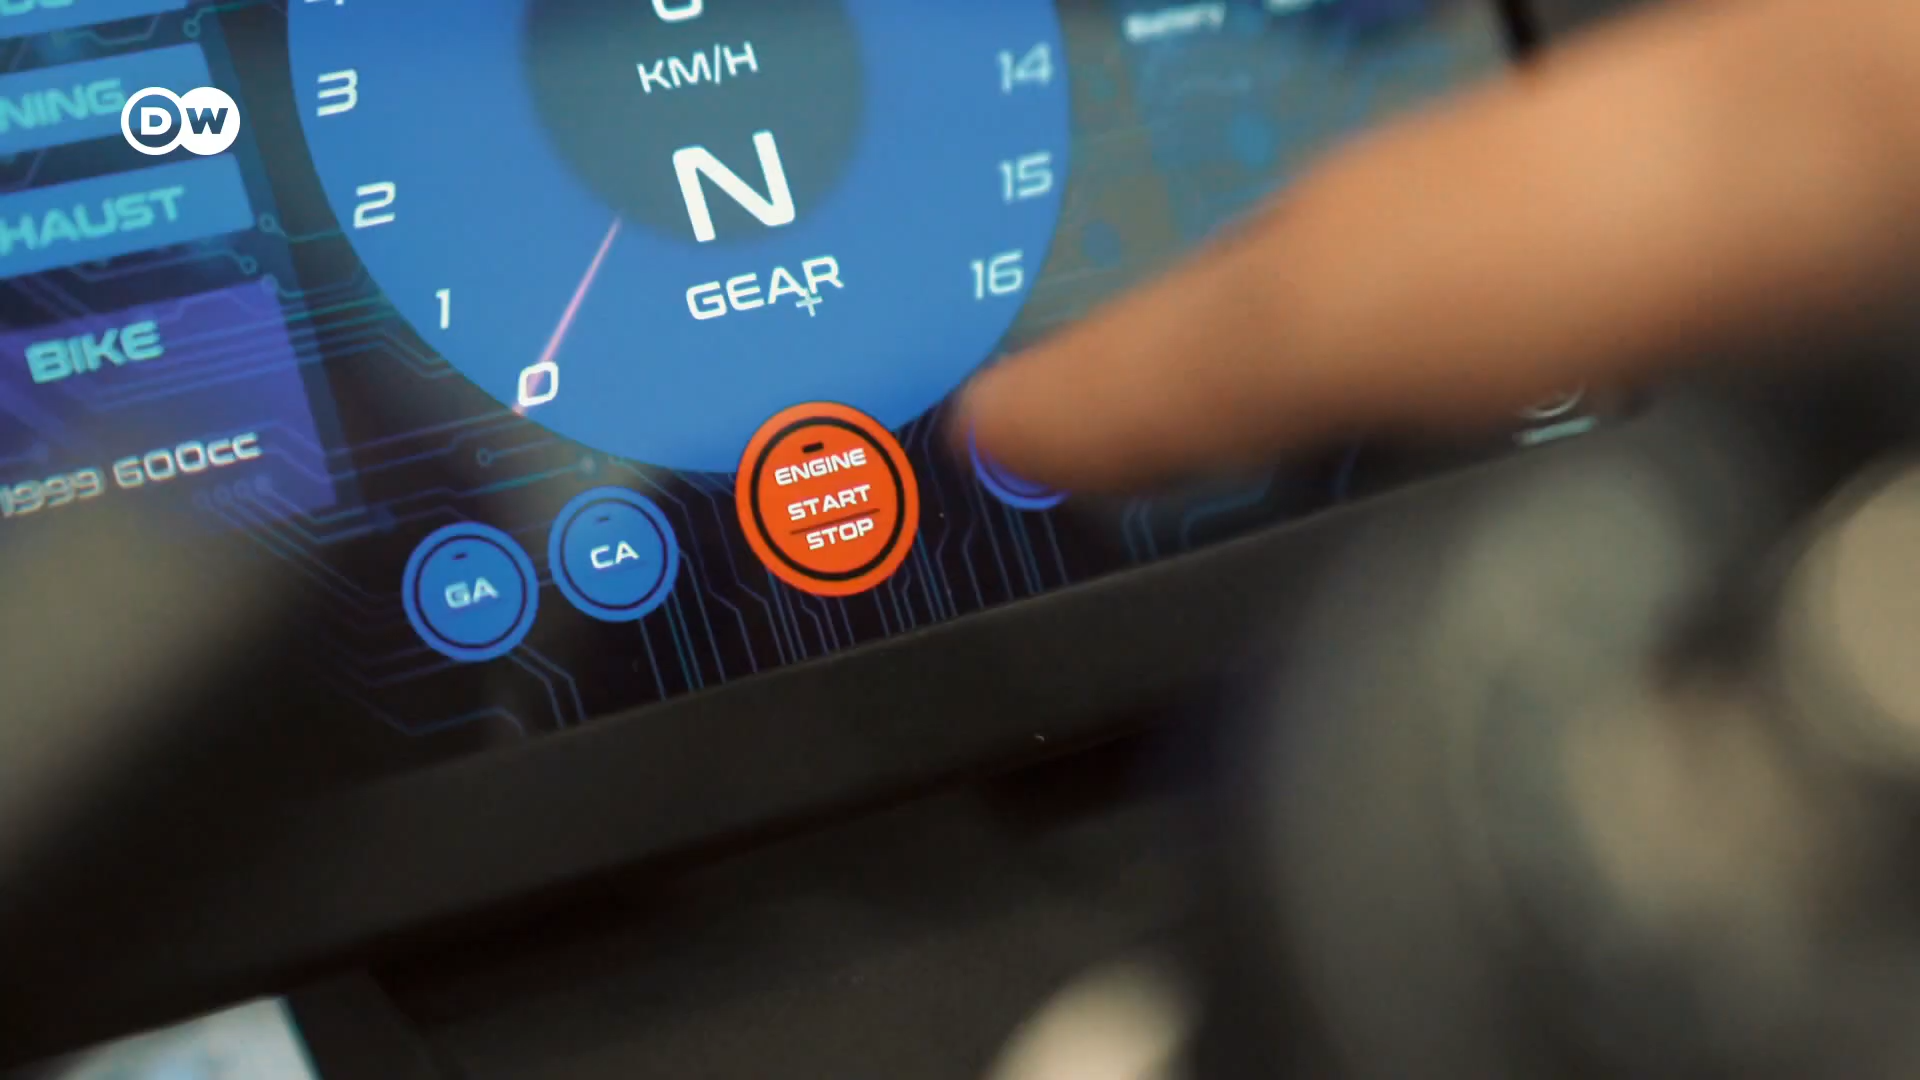 DW
NING
HAUST
BIKE
1999 600cc
3
2
1
0
KM/H
N
GEAR
14
15
16
Battery
GA
CA
ENGINE
START
STOP